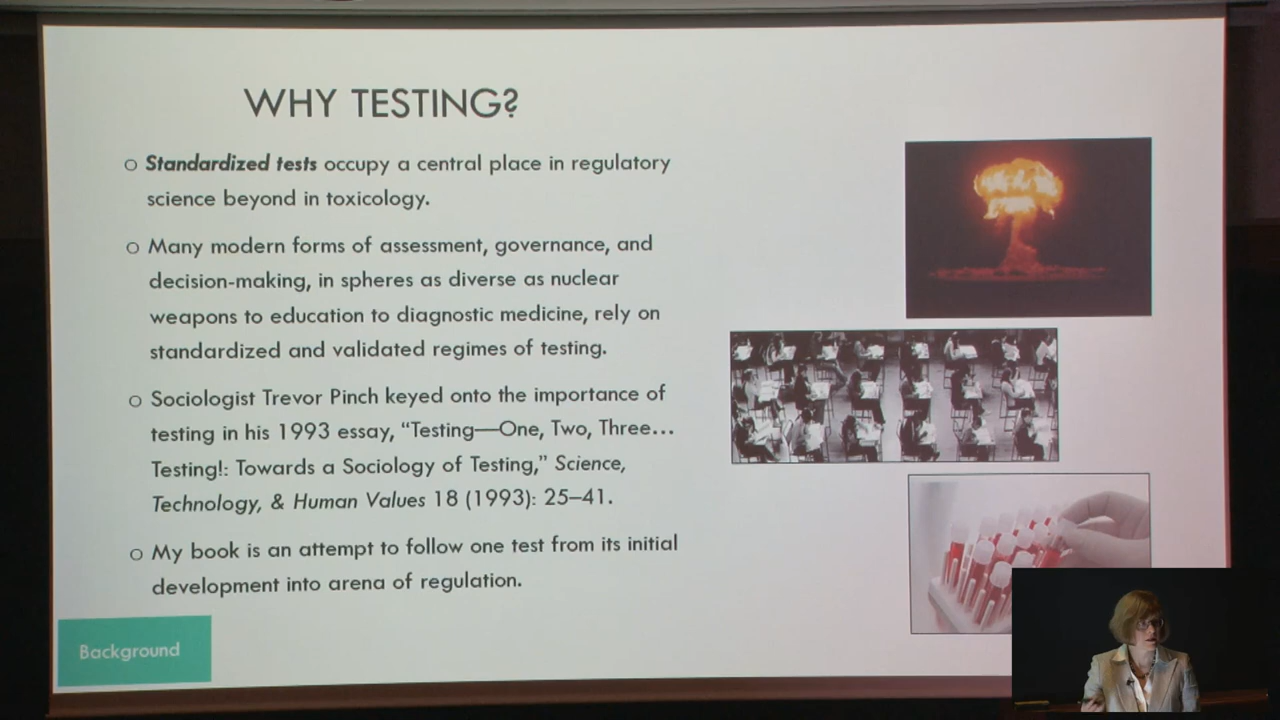 WHY TESTING?
○ Standardized tests occupy a central place in regulatory
science beyond in toxicology.
○ Many modern forms of assessment, governance, and
decision-making, in spheres as diverse as nuclear
weapons to education to diagnostic medicine, rely on
standardized and validated regimes of testing.
○ Sociologist Trevor Pinch keyed onto the importance of
testing in his 1993 essay, “Testing—One, Two, Three…
Testing!: Towards a Sociology of Testing,” Science,
Technology, & Human Values 18 (1993): 25–41.
○ My book is an attempt to follow one test from its initial
development into arena of regulation.
Background